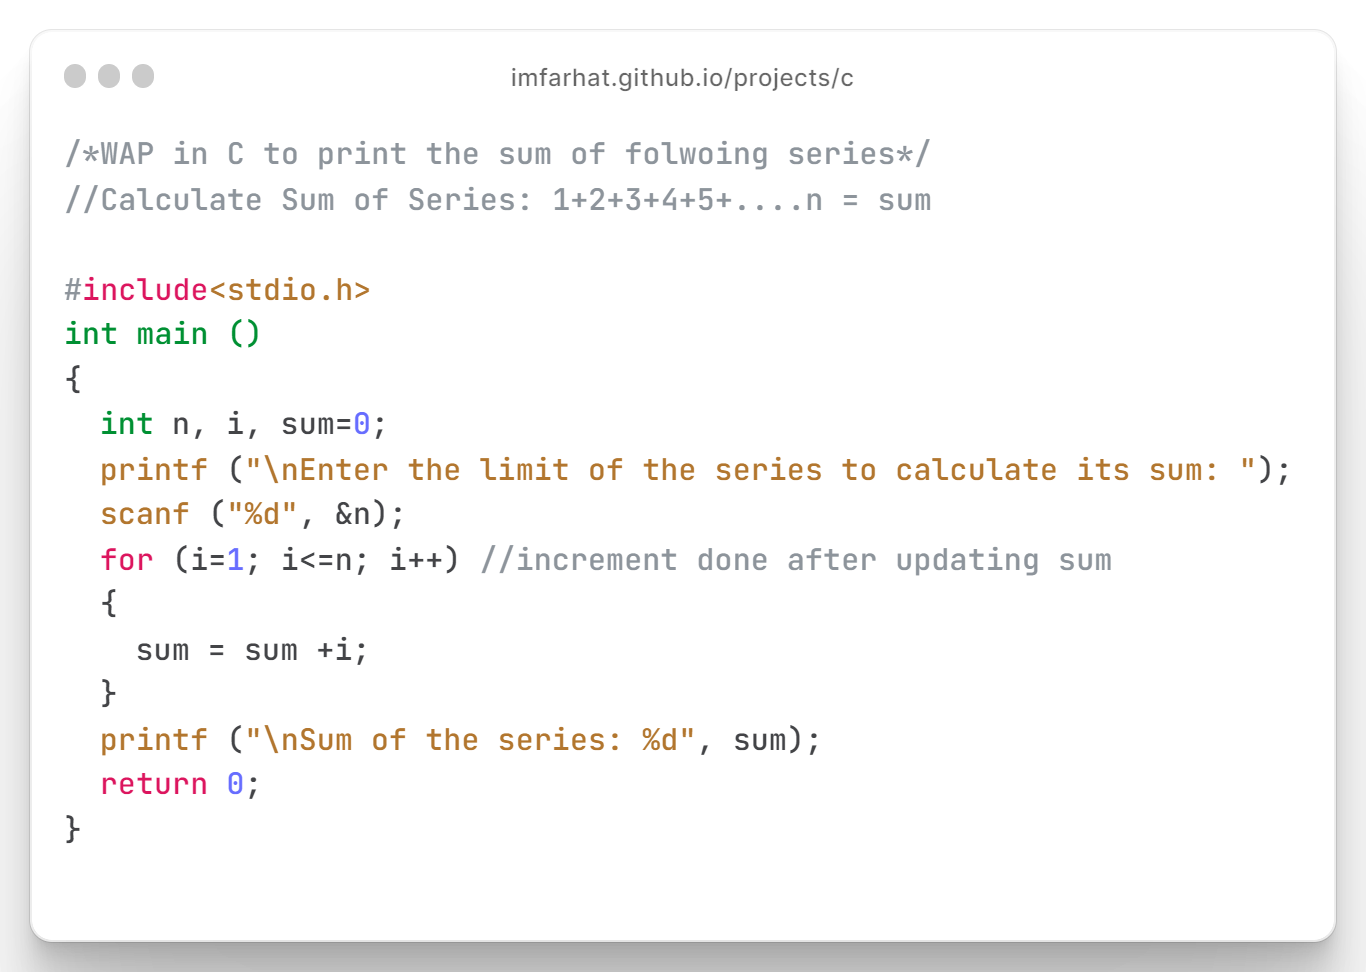 imfarhat.github.io/projects/c
/*WAP in C to print the sum of folwoing series*/
//Calculate Sum of Series: 1+2+3+4+5+....n = sum
#include<stdio.h>
int main ()
{
  int n, i, sum=0;
  printf ("\nEnter the limit of the series to calculate its sum: ");
  scanf ("%d", &n);
  for (i=1; i<=n; i++) //increment done after updating sum
  {
    sum = sum +i;
  }
  printf ("\nSum of the series: %d", sum);
  return 0;
}